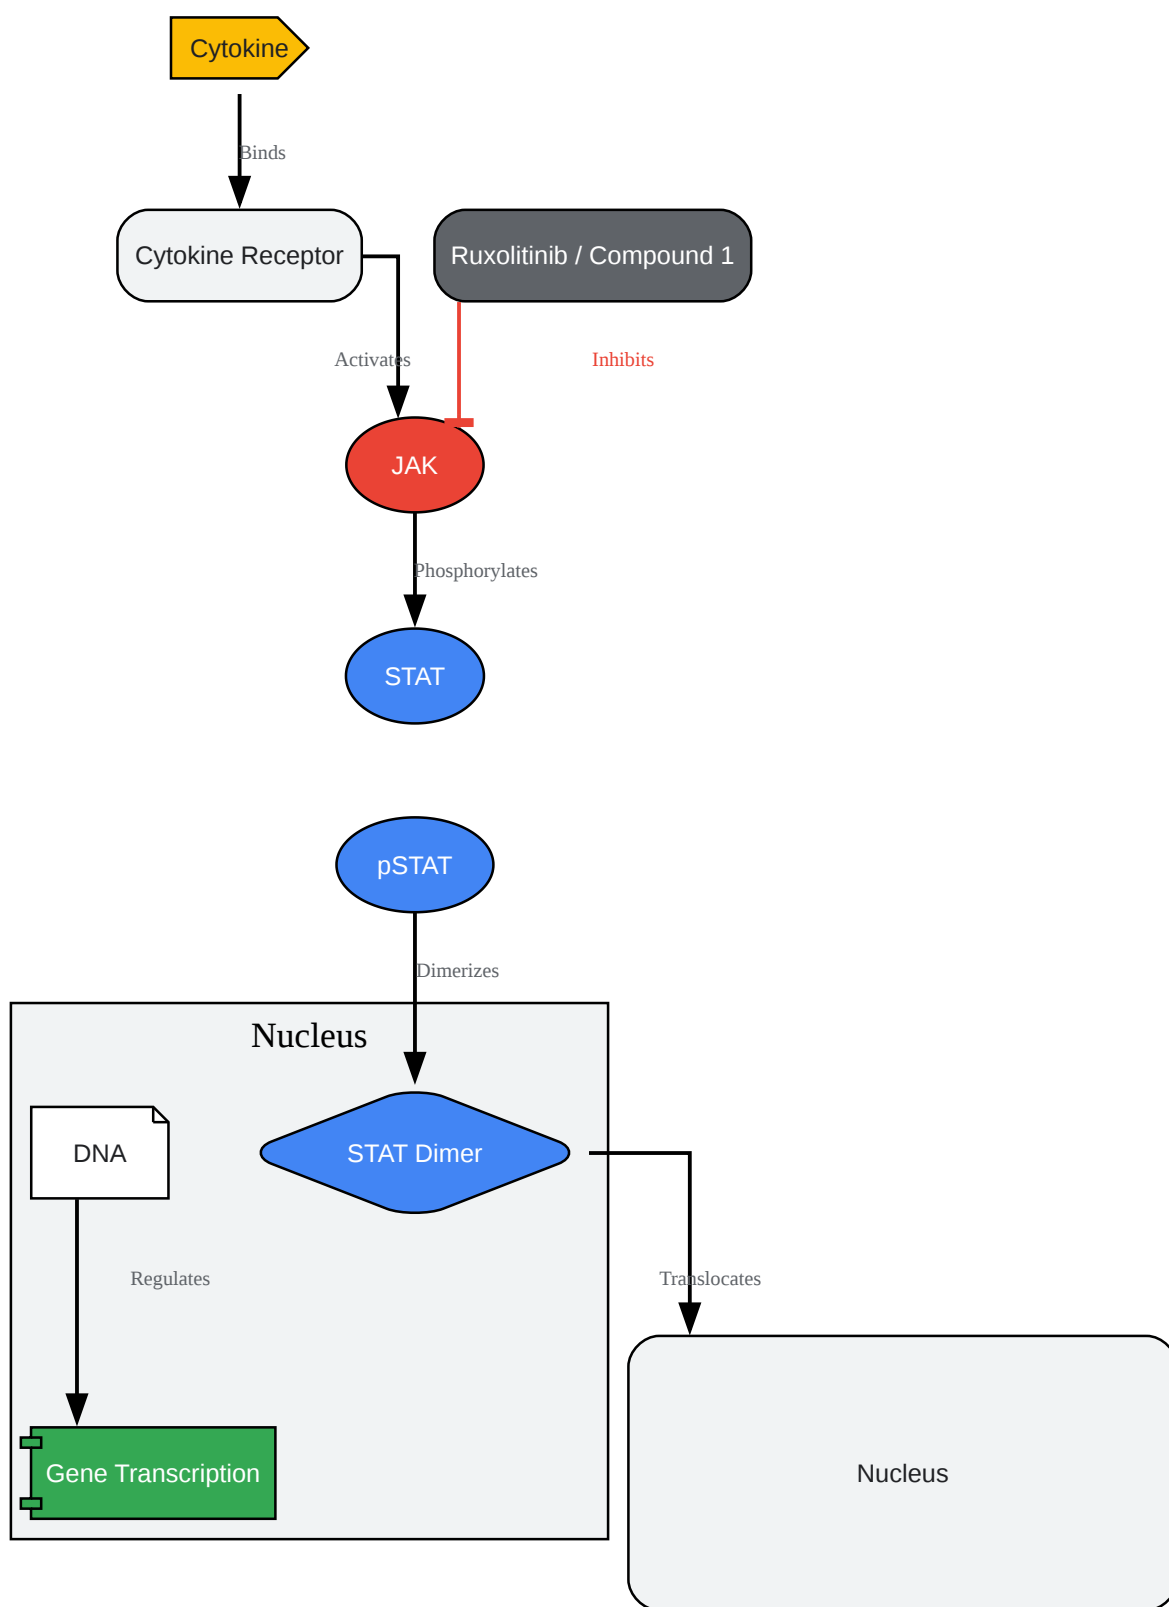 Cytokine
Binds
Cytokine Receptor
Ruxolitinib / Compound 1
Activates
Inhibits
JAK
Phosphorylates
STAT
pSTAT
Dimerizes
Nucleus
DNA
STAT Dimer
Regulates
Translocates
Gene Transcription
Nucleus